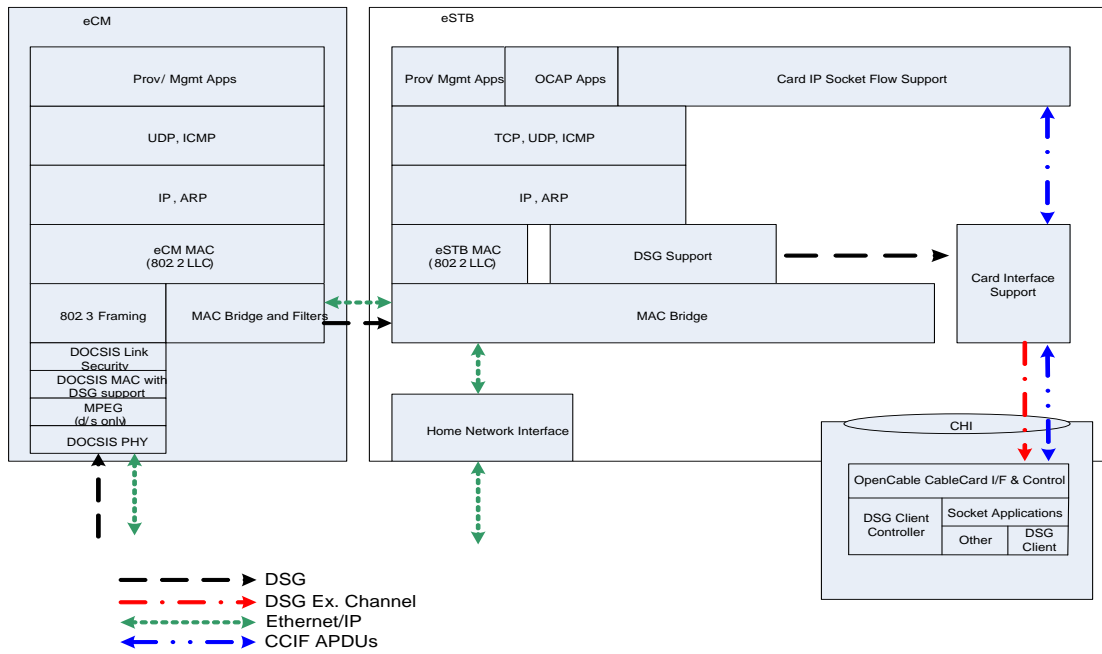 eCM
Prov/ Mgmt Apps
UDP, ICMP
IP , ARP
eCM MAC
(802.2 LLC)
802.3 Framing
MAC Bridge and Filters
DOCSIS Link
Security
DOCSIS MAC with
DSG support
MPEG
(d/s only)
DOCSIS PHY
eSTB
Prov/ Mgmt Apps
OCAP Apps
Card IP Socket Flow Support
TCP, UDP, ICMP
IP , ARP
eSTB MAC
(802.2 LLC)
DSG Support
Card Interface
Support
MAC Bridge
Home Network Interface
CHI
OpenCable CableCard I/F & Control
DSG Client
Controller
Socket Applications
Other
DSG
Client
DSG
DSG Ex. Channel
Ethernet/IP
CCIF APDUs